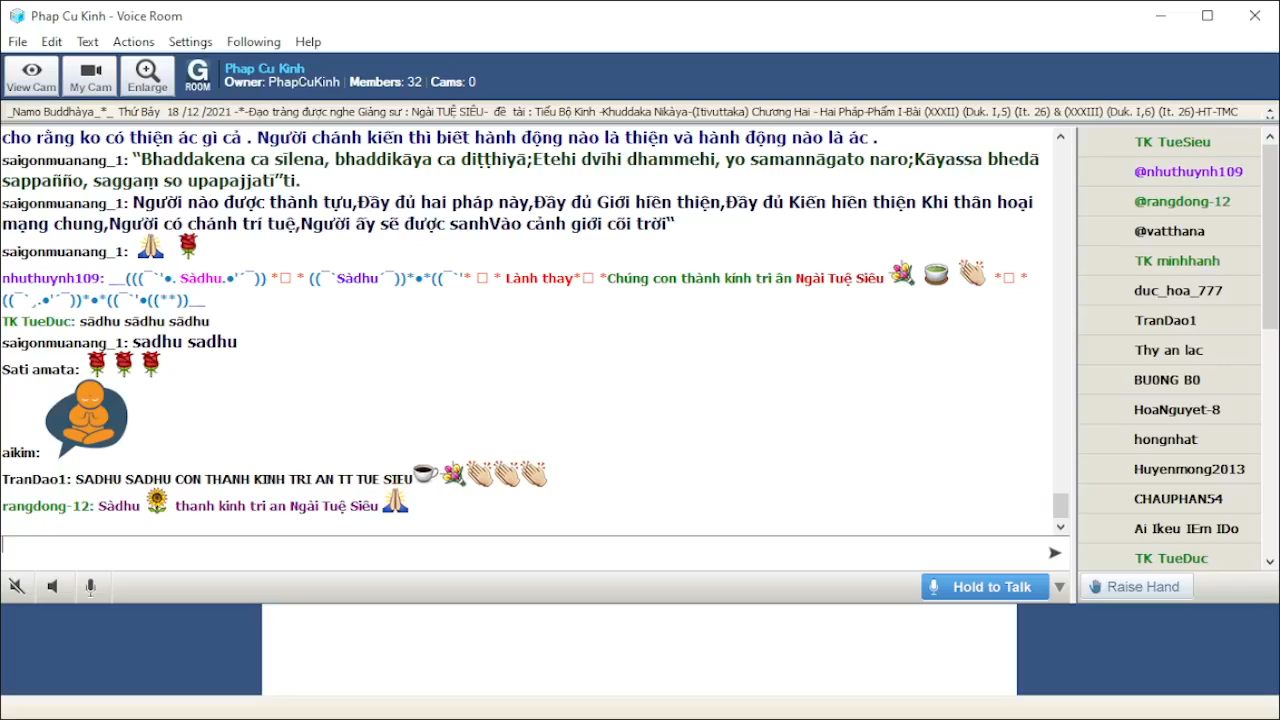 Phap Cu Kinh - Voice Room
File Edit Text Actions Settings Following Help
View Cam My Cam Enlarge G ROOM
Phap Cu Kinh
Owner: PhapCuKinh | Members: 32 | Cams: 0
_Namo Buddhàya_*_ Thứ Bảy 18 /12 /2021 -*-Đạo tràng được nghe Giảng sư : Ngài TUỆ SIÊU- đề tài : Tiểu Bộ Kinh -Khuddaka Nikàya-(Itivuttaka) Chương Hai - Hai Pháp-Phẩm I-Bài (XXXII) (Duk. I,5) (It. 26) & (XXXIII) (Duk. I,6) (It. 26)-HT-TMC
cho rằng ko có thiện ác gì cả . Người chánh kiến thì biết hành động nào là thiện và hành động nào là ác .
saigonmuanang_1: “Bhaddakena ca sīlena, bhaddikāya ca diṭṭhiyā;Etehi dvīhi dhammehi, yo samannāgato naro;Kāyassa bhedā
sappañño, saggaṃ so upapajjatī”ti.
saigonmuanang_1: Người nào được thành tựu,Đầy đủ hai pháp này,Đầy đủ Giới hiền thiện,Đầy đủ Kiến hiền thiện Khi thân hoại
mạng chung,Người có chánh trí tuệ,Người ấy sẽ được sanhVào cảnh giới cõi trời“
saigonmuanang_1: 🙏 🌹
nhuthuynh109: __(((¯`'●. Sàdhu.●'´¯)) *▯ * ((¯`Sàdhu´¯))*●*((¯`'* ▯ * Lành thay*▯ *Chúng con thành kính tri ân Ngài Tuệ Siêu 💐 🍵 👏 *▯ *
((¯`¸.●'´¯))*●*((¯`'●((**))__
TK TueDuc: sādhu sādhu sādhu
saigonmuanang_1: sadhu sadhu
Sati amata: 🌹🌹🌹
aikim:
TranDao1: SADHU SADHU CON THANH KINH TRI AN TT TUE SIEU☕💐👏👏👏
rangdong-12: Sàdhu 🌻 thanh kinh tri an Ngài Tuệ Siêu 🙏
Hold to Talk
TK TueSieu
@nhuthuynh109
@rangdong-12
@vatthana
TK minhhanh
duc_hoa_777
TranDao1
Thy an lac
BU0NG B0
HoaNguyet-8
hongnhat
Huyenmong2013
CHAUPHAN54
Ai Ikeu IEm IDo
TK TueDuc
Raise Hand